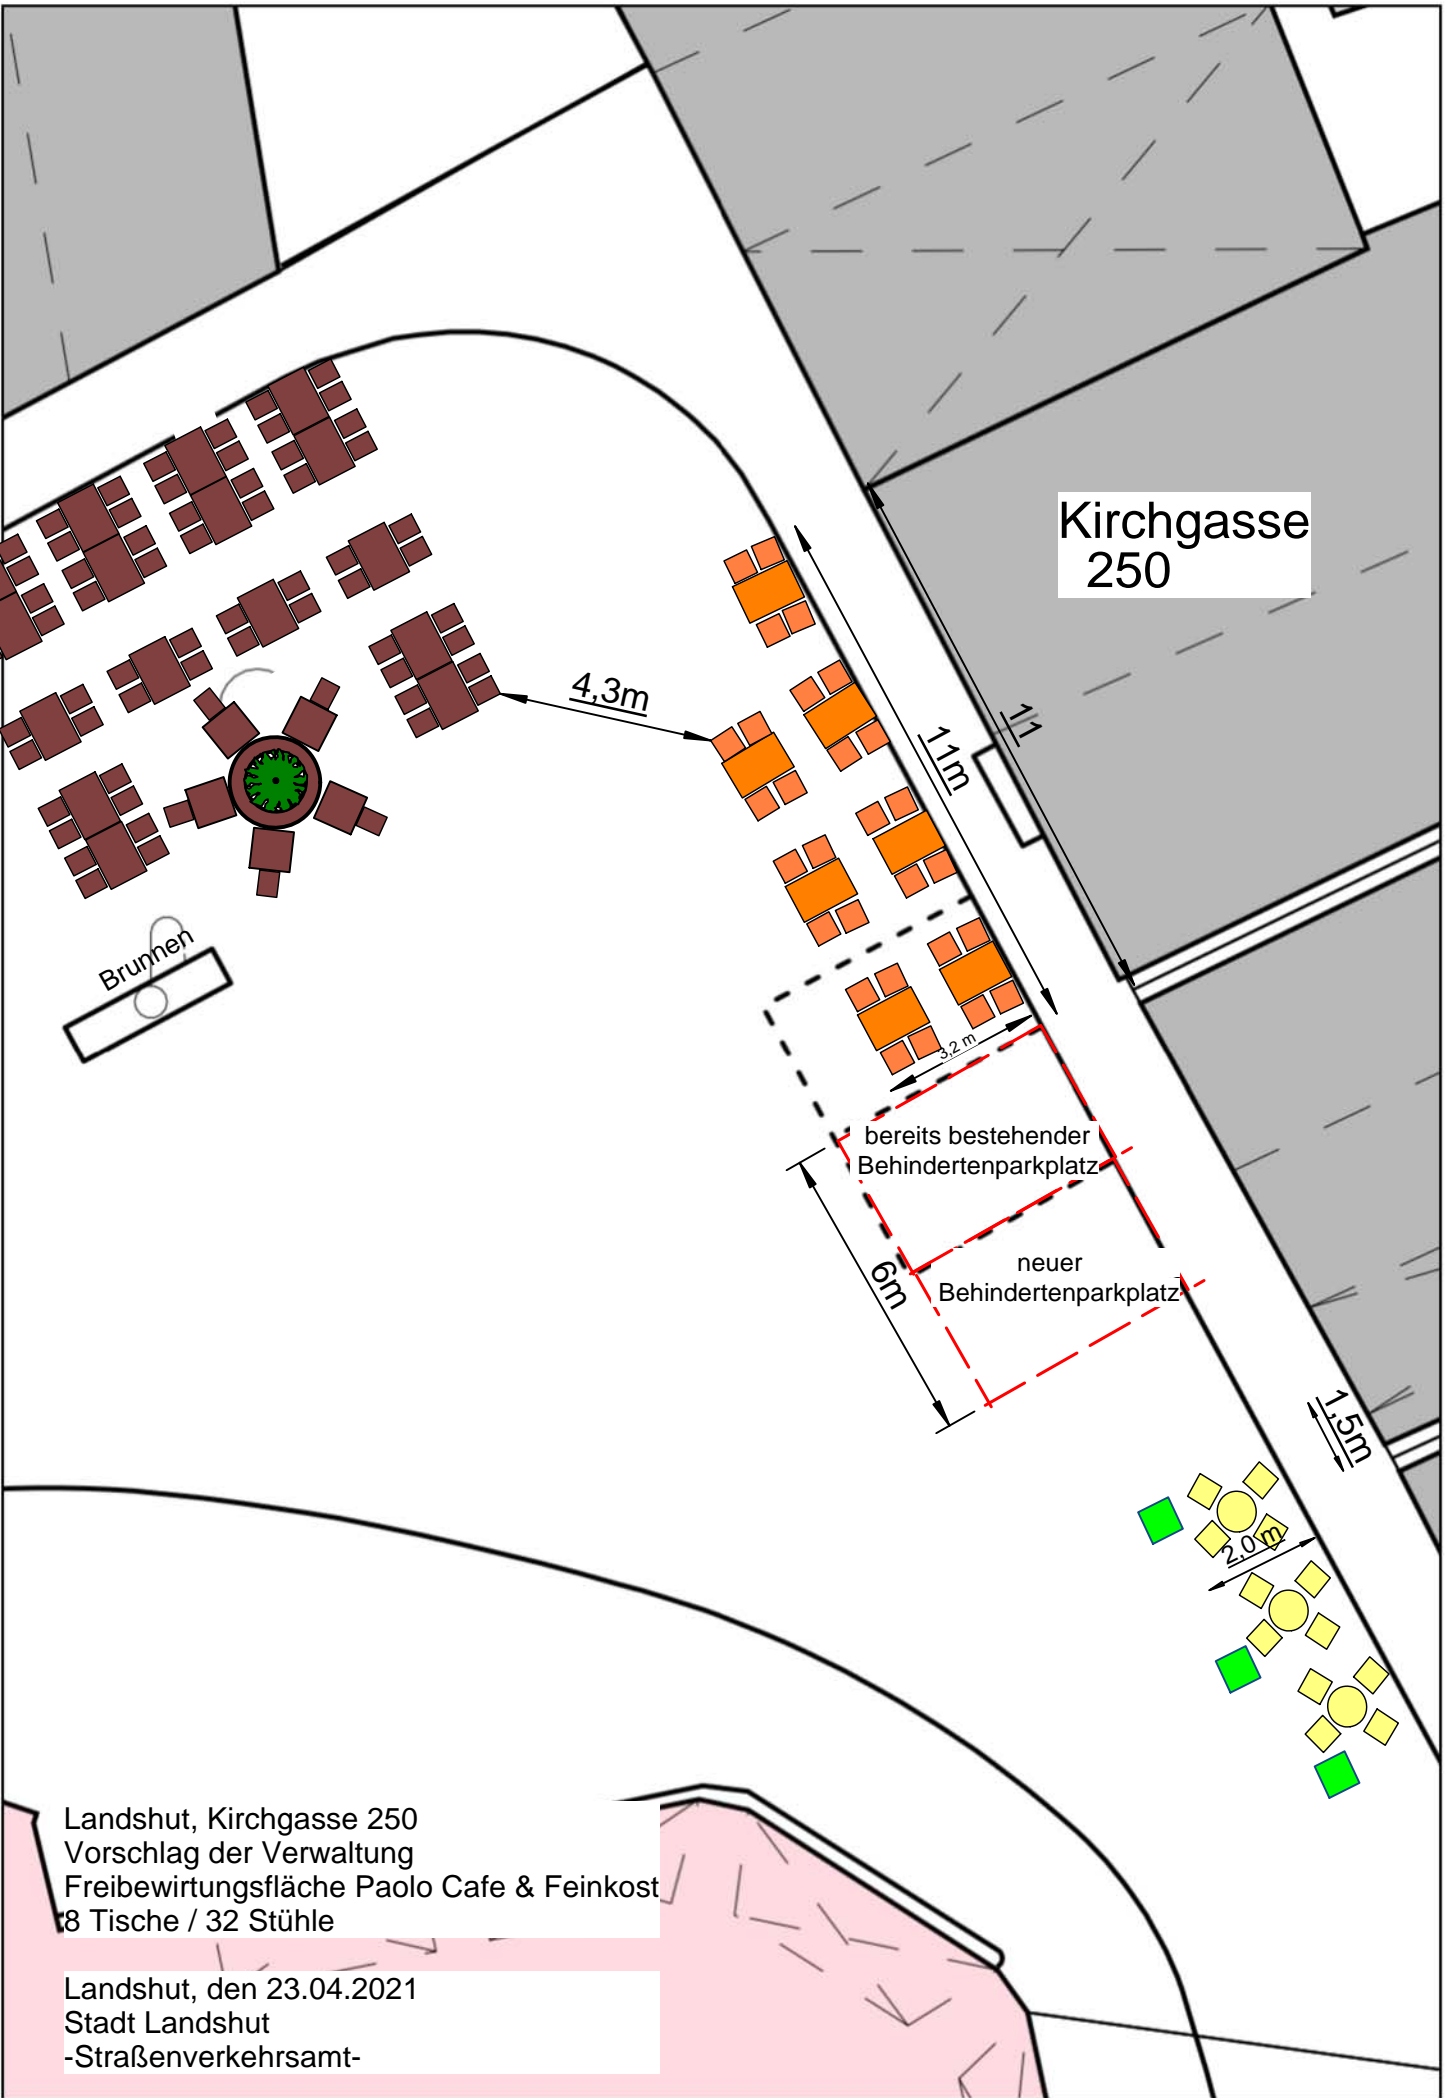 Kirchgasse
250
4,3m
11m
11
Brunnen
3,2 m
bereits bestehender
Behindertenparkplatz
6m
neuer
Behindertenparkplatz
1,5m
2,0 m
Landshut, Kirchgasse 250
Vorschlag der Verwaltung
Freibewirtungsfläche Paolo Cafe & Feinkost
8 Tische / 32 Stühle
Landshut, den 23.04.2021
Stadt Landshut
-Straßenverkehrsamt-